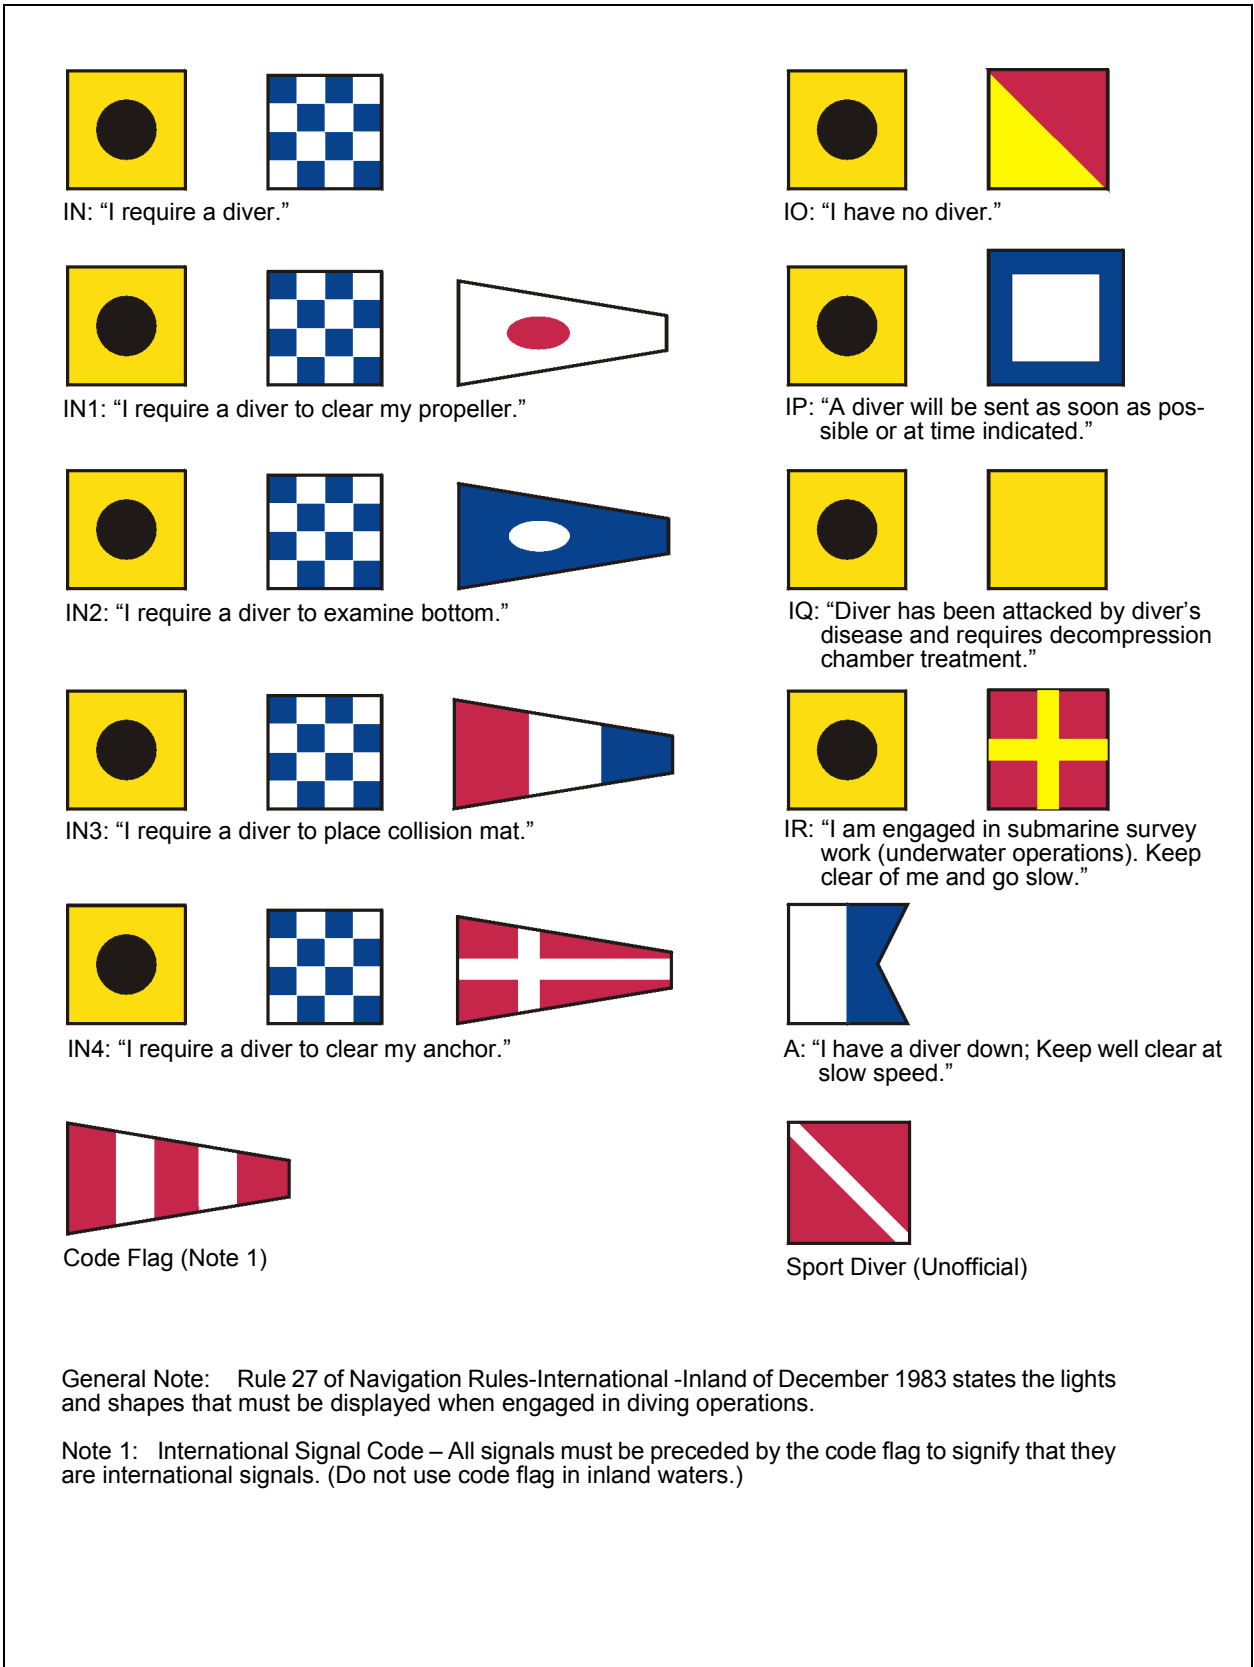 IN: “I require a diver.”
IO: “I have no diver.”
IN1: “I require a diver to clear my propeller.”
IP: “A diver will be sent as soon as pos-
sible or at time indicated.”
IN2: “I require a diver to examine bottom.”
IQ: “Diver has been attacked by diver’s
disease and requires decompression
chamber treatment.”
IN3: “I require a diver to place collision mat.”
IR: “I am engaged in submarine survey
work (underwater operations). Keep
clear of me and go slow.”
IN4: “I require a diver to clear my anchor.”
A: “I have a diver down; Keep well clear at
slow speed.”
Code Flag (Note 1)
Sport Diver (Unofficial)
General Note: Rule 27 of Navigation Rules-International -Inland of December 1983 states the lights
and shapes that must be displayed when engaged in diving operations.
Note 1: International Signal Code – All signals must be preceded by the code flag to signify that they
are international signals. (Do not use code flag in inland waters.)